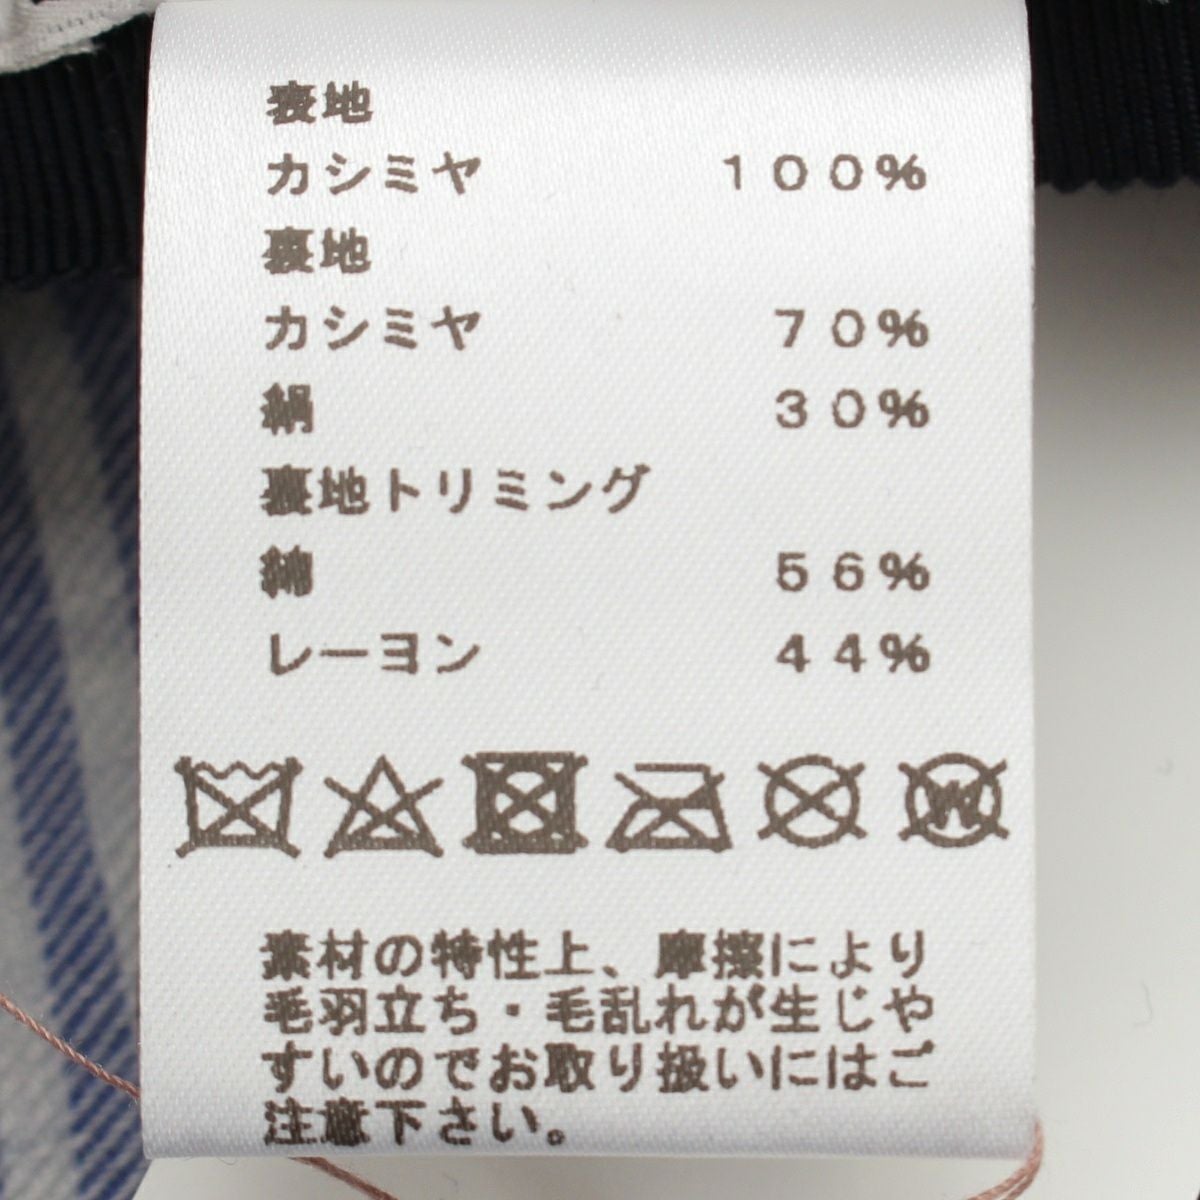 表地
カシミヤ 100%
裏地
カシミヤ 70%
絹 30%
裏地トリミング
綿 56%
レーヨン 44%
W
素材の特性上、摩擦により
毛羽立ち・毛乱れが生じや
すいのでお取り扱いにはご
注意下さい。